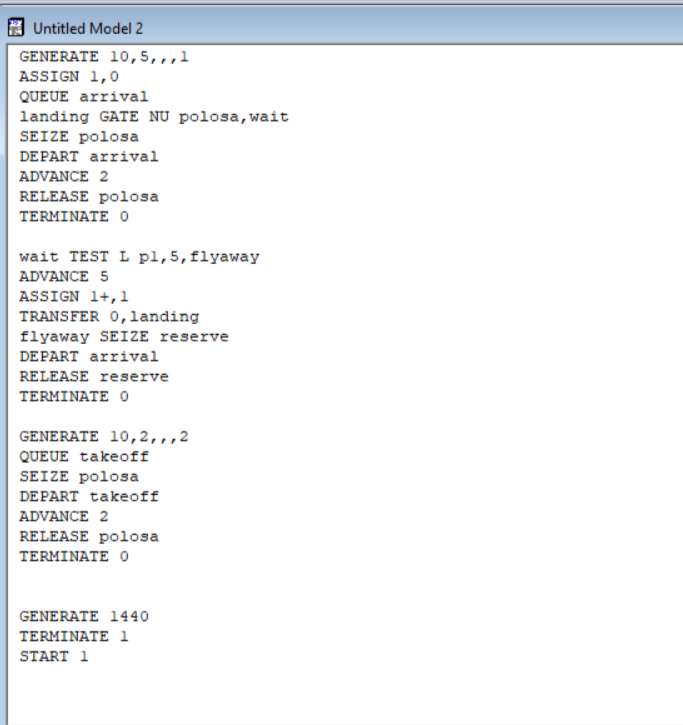 Untitled Model 2
GENERATE 10,5,,,1
ASSIGN 1,0
QUEUE arrival
landing GATE NU polosa,wait
SEIZE polosa
DEPART arrival
ADVANCE 2
RELEASE polosa
TERMINATE 0
wait TEST L p1,5,flyaway
ADVANCE 5
ASSIGN 1+,1
TRANSFER 0,landing
flyaway SEIZE reserve
DEPART arrival
RELEASE reserve
TERMINATE 0
GENERATE 10,2,,,2
QUEUE takeoff
SEIZE polosa
DEPART takeoff
ADVANCE 2
RELEASE polosa
TERMINATE 0
GENERATE 1440
TERMINATE 1
START 1